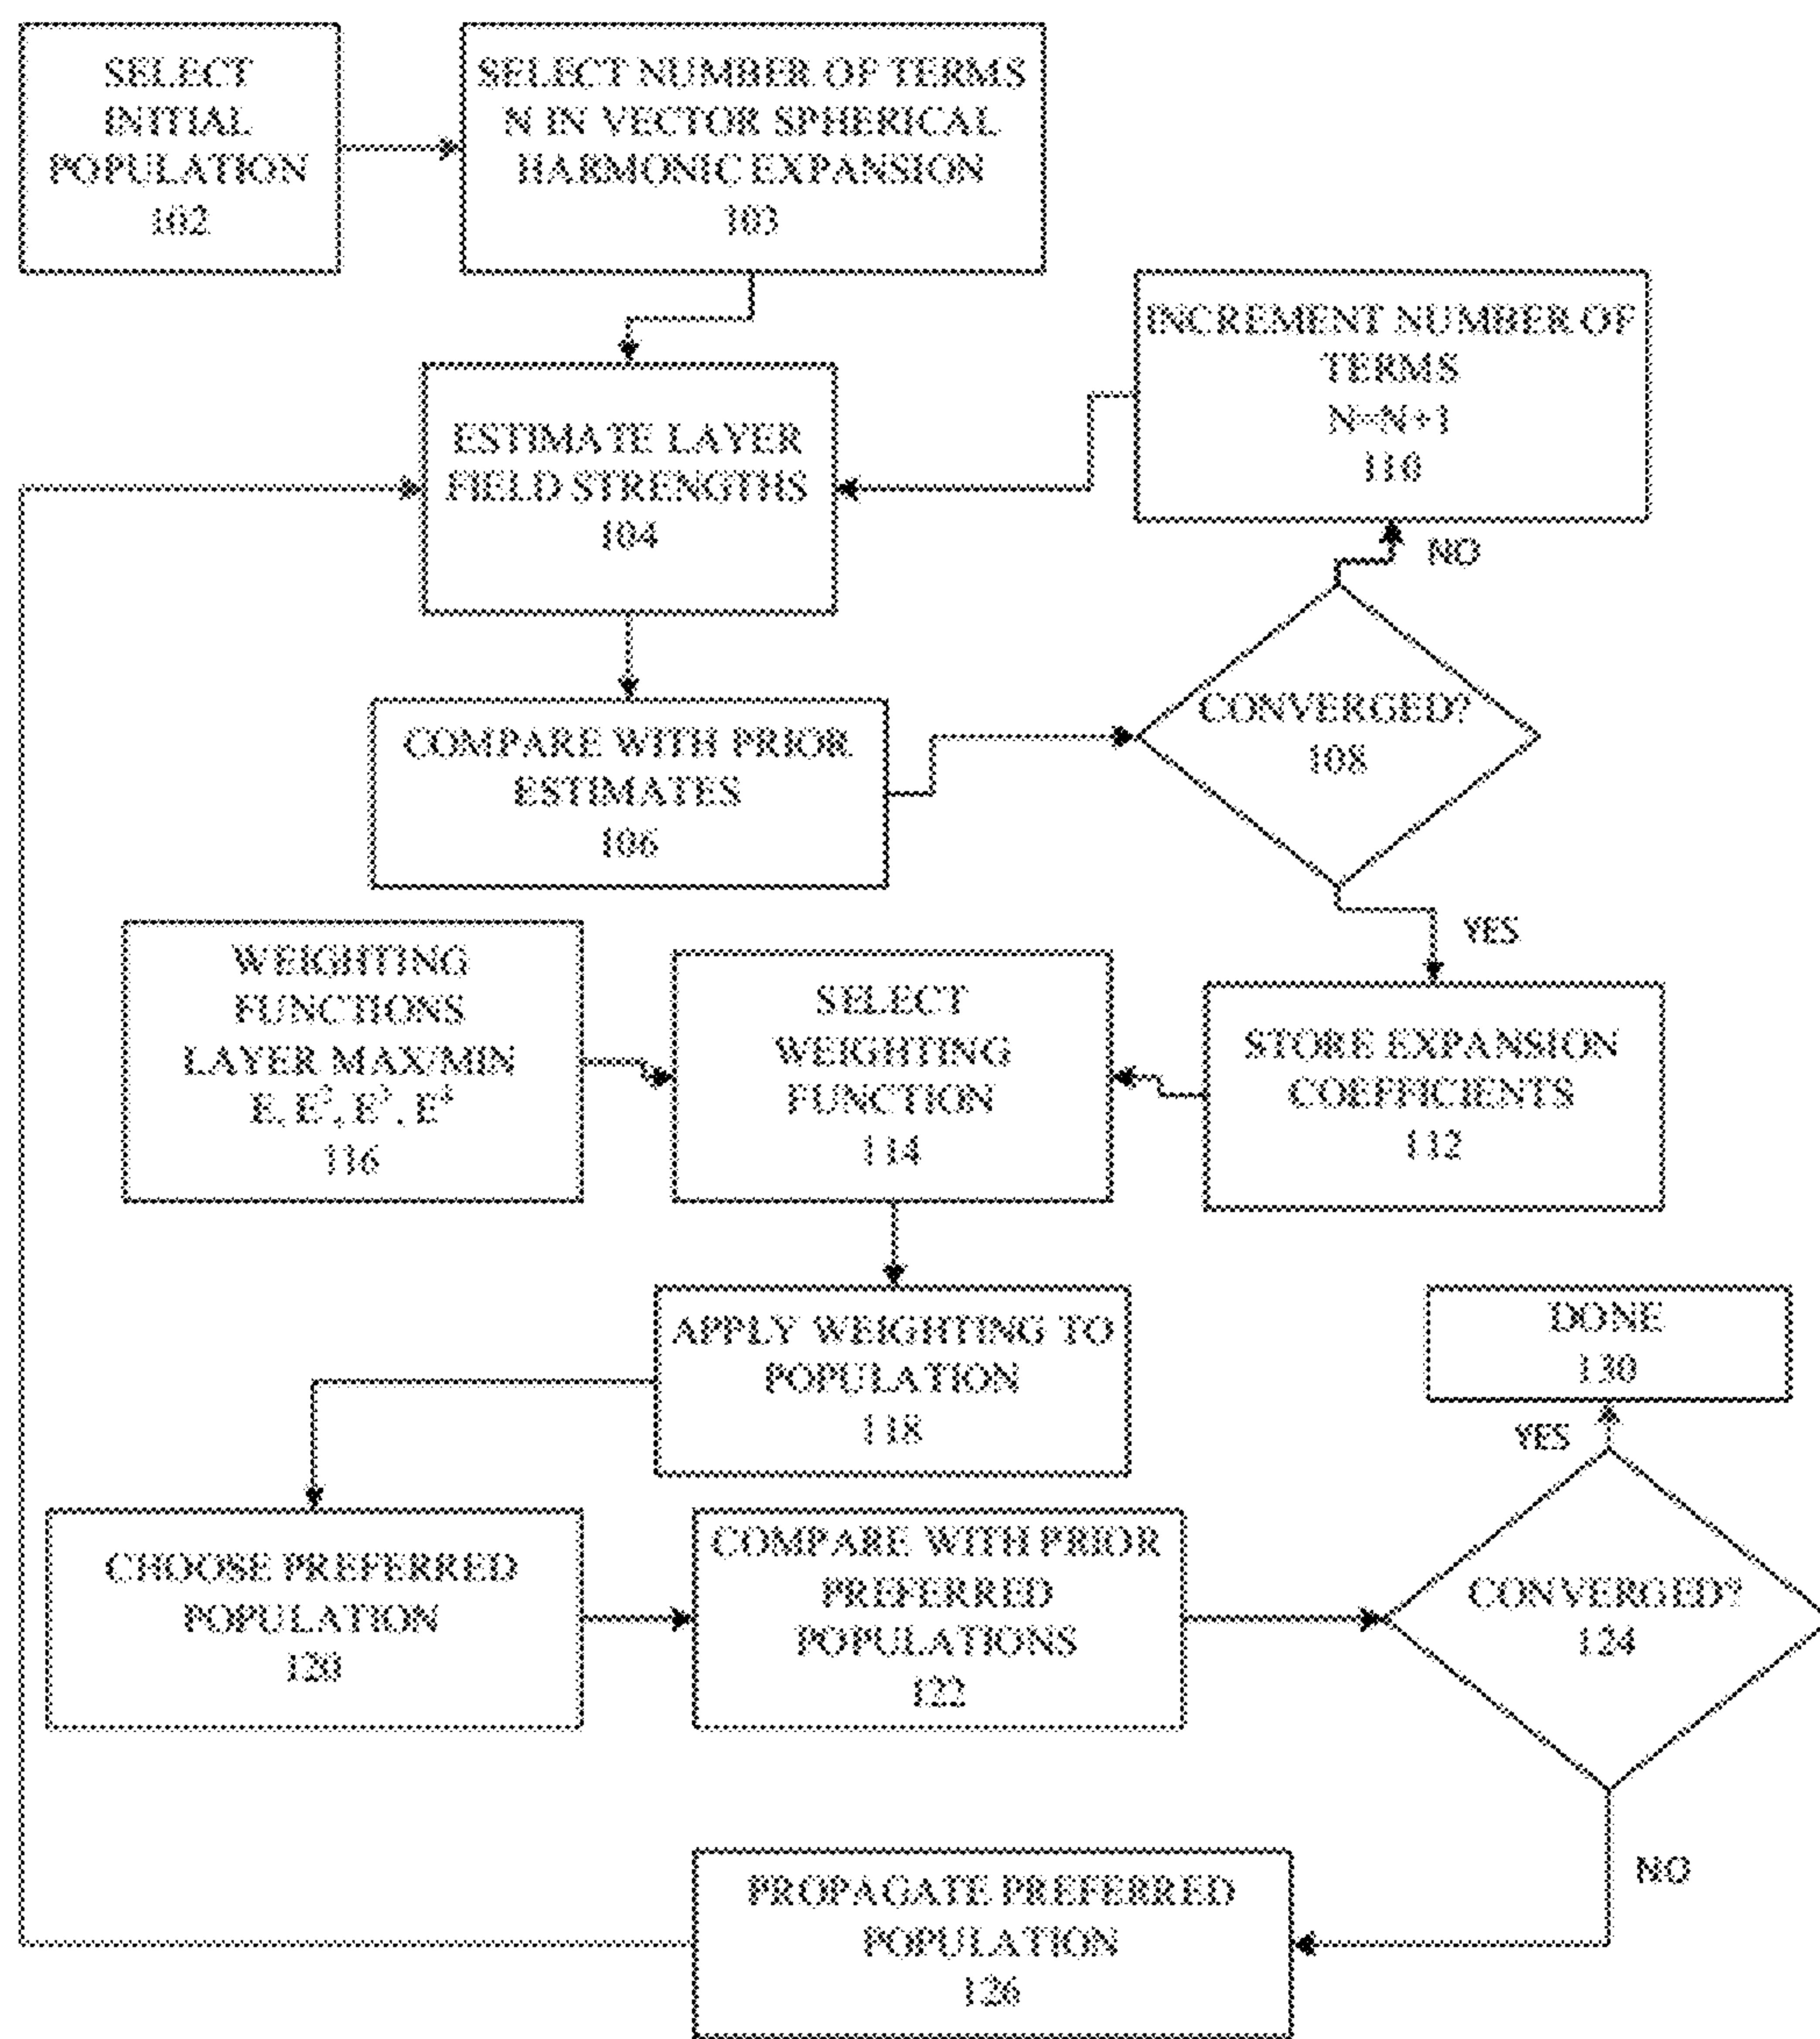 SELECT
INITIAL
POPULATION
102
SELECT NUMBER OF TERMS
N IN VECTOR SPHERICAL
HARMONIC EXPANSION
103
INCREMENT NUMBER OF
TERMS
N=N+1
110
ESTIMATE LAYER
FIELD STRENGTHS
104
NO
CONVERGED?
108
COMPARE WITH PRIOR
ESTIMATES
106
YES
WEIGHTING
FUNCTIONS
LAYER MAX/MIN
E, E², E³, E⁴
116
SELECT
WEIGHTING
FUNCTION
114
STORE EXPANSION
COEFFICIENTS
112
APPLY WEIGHTING TO
POPULATION
118
DONE
130
YES
CHOOSE PREFERRED
POPULATION
120
COMPARE WITH PRIOR
PREFERRED
POPULATIONS
122
CONVERGED?
124
NO
PROPAGATE PREFERRED
POPULATION
126